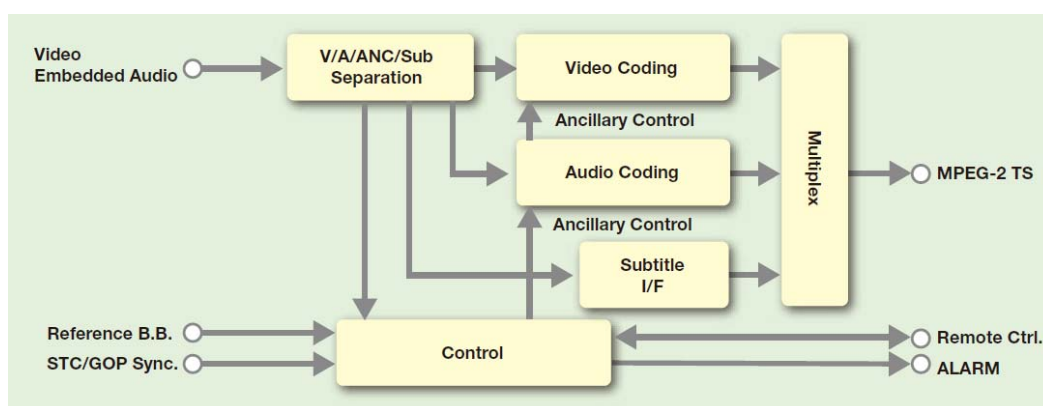 Video
Embedded Audio
V/A/ANC/Sub
Separation
Video Coding
Ancillary Control
Audio Coding
Multiplex
MPEG-2 TS
Ancillary Control
Subtitle
I/F
Reference B.B.
STC/GOP Sync.
Control
Remote Ctrl.
ALARM